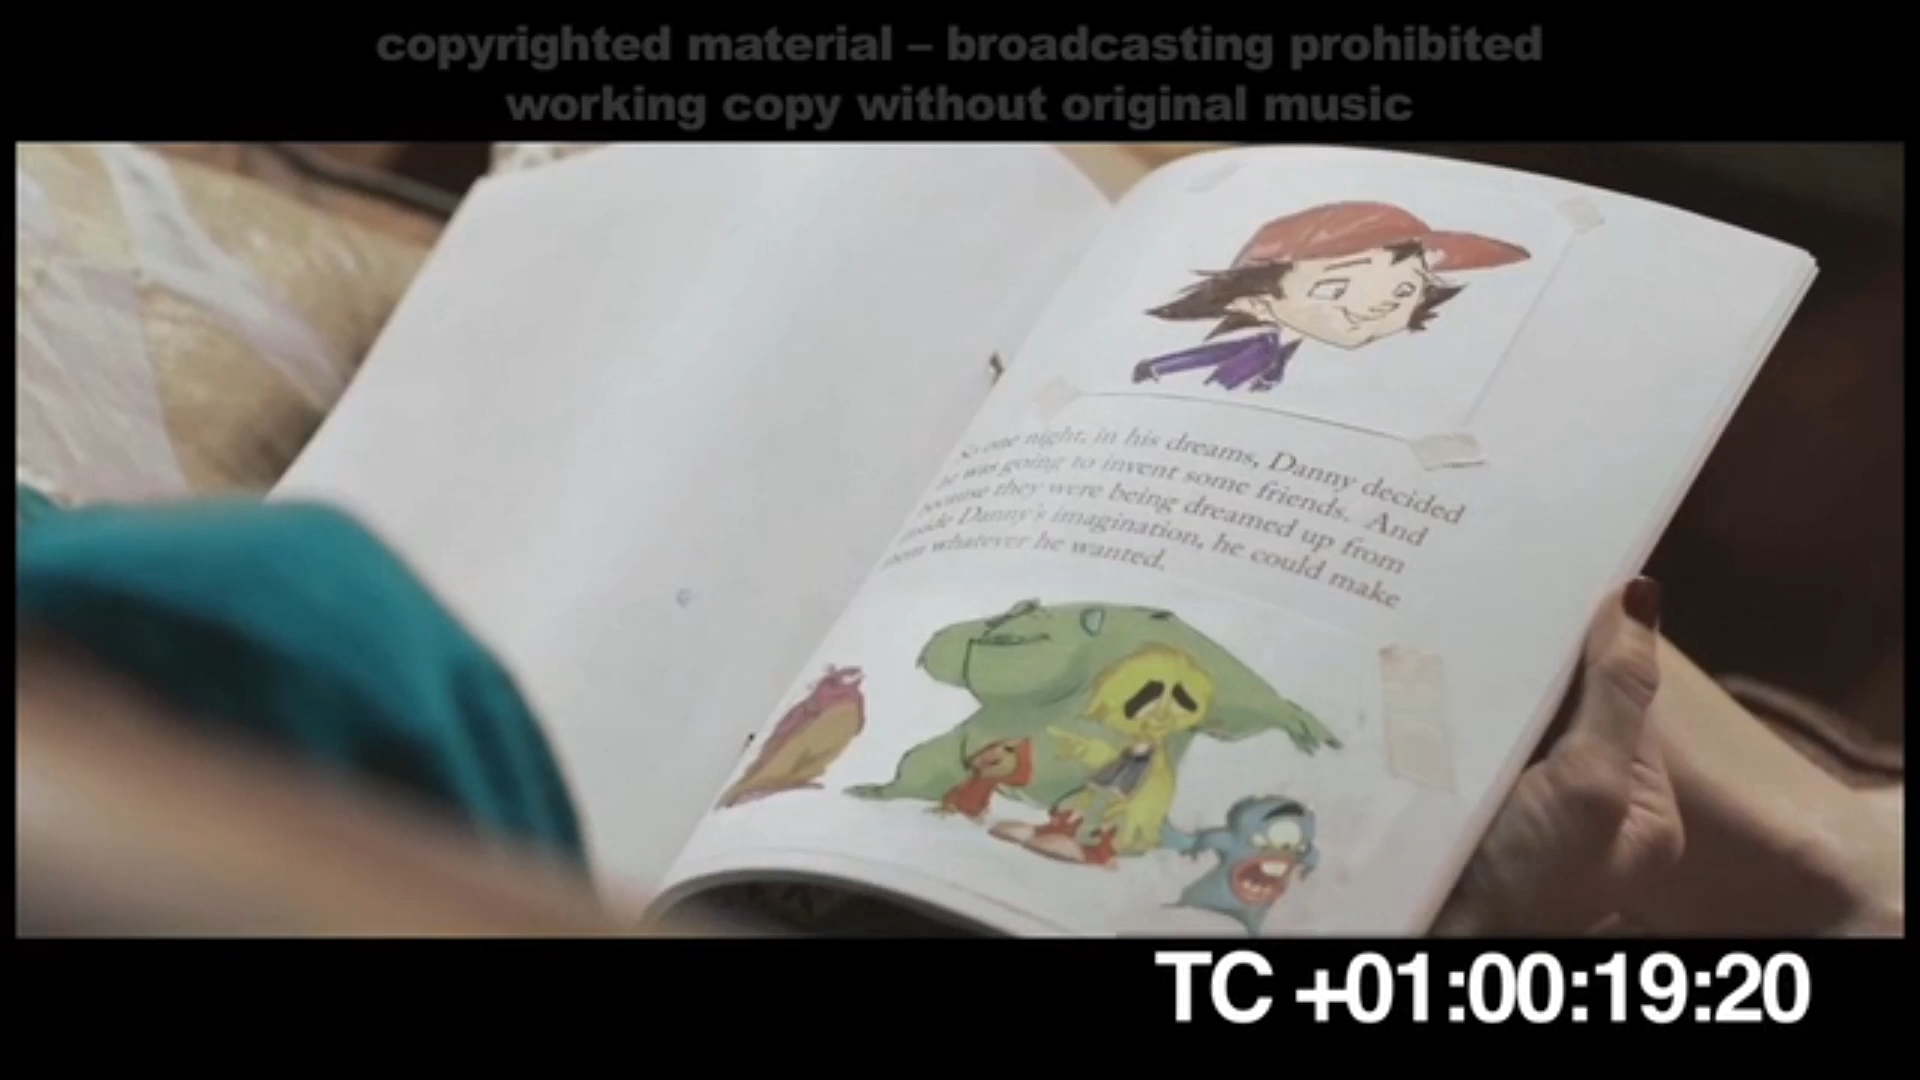 copyrighted material – broadcasting prohibited
working copy without original music
So one night, in his dreams, Danny decided
he was going to invent some friends. And
because they were being dreamed up from
inside Danny's imagination, he could make
them whatever he wanted.
TC +01:00:19:20